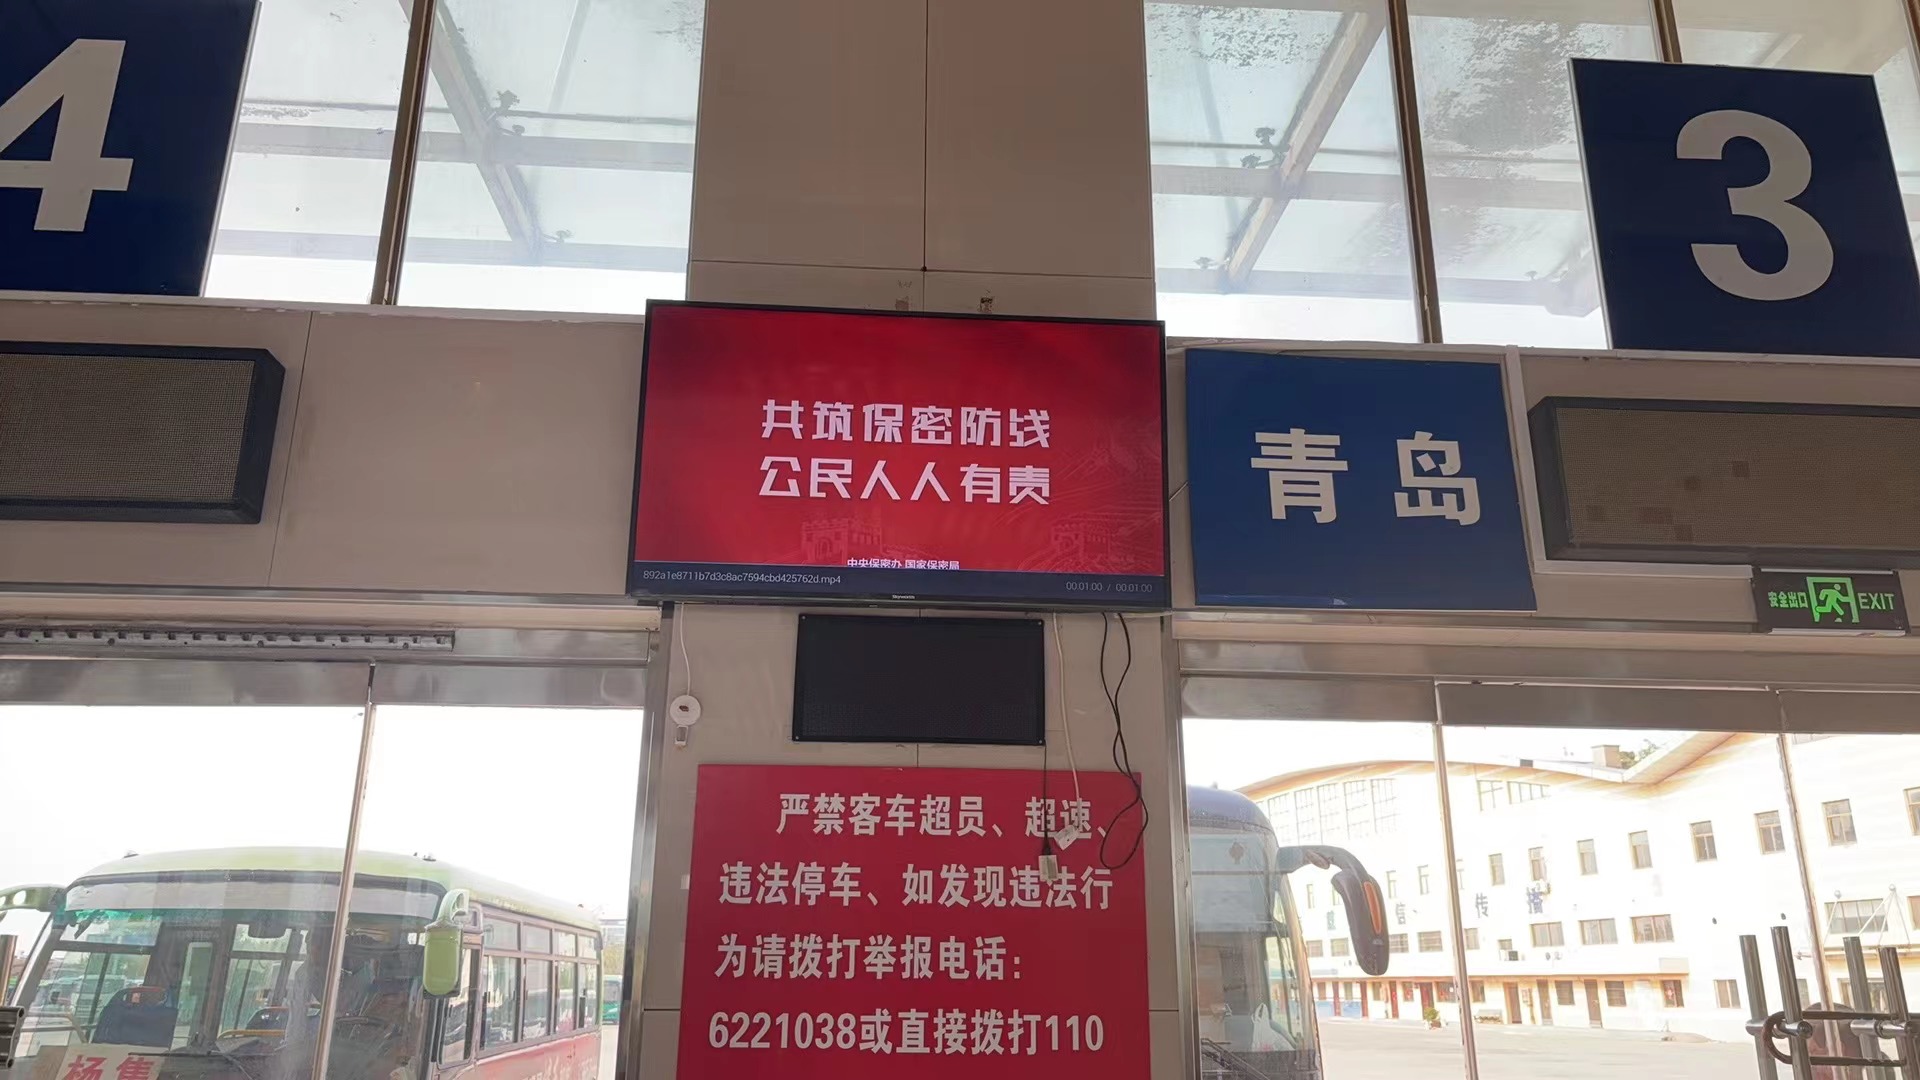 4
3
共筑保密防线
公民人人有责
中央保密办 国家保密局
892a1e8711b7d3c8ac7594cbd425762d.mp4
00:01:00 / 00:01:00
Skyworth
青岛
安全出口 EXIT
严禁客车超员、超速、
违法停车、如发现违法行
为请拨打举报电话：
6221038或直接拨打110
信传播